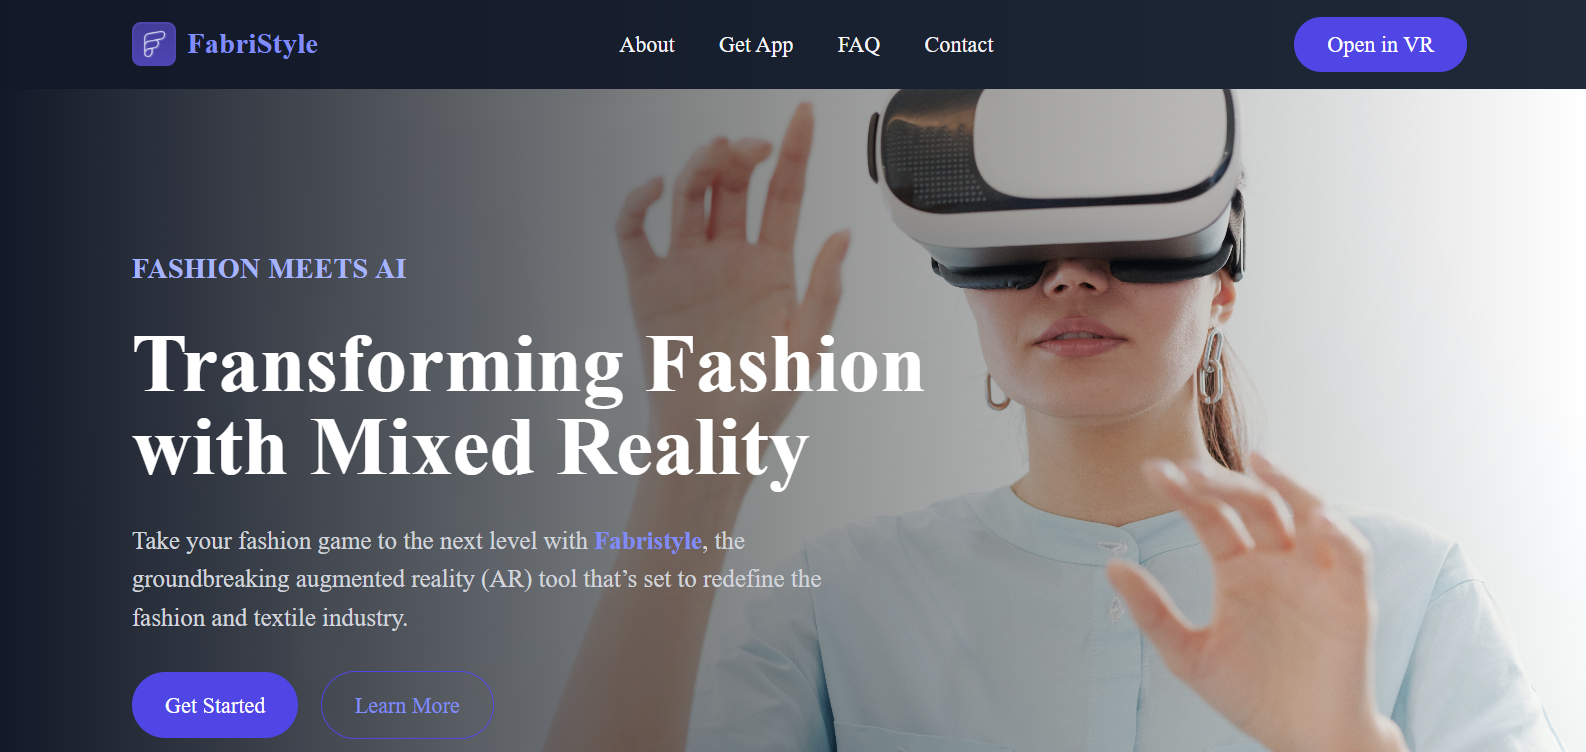 FabriStyle
About
Get App
FAQ
Contact
Open in VR
FASHION MEETS AI
Transforming Fashion
with Mixed Reality
Take your fashion game to the next level with Fabristyle, the
groundbreaking augmented reality (AR) tool that’s set to redefine the
fashion and textile industry.
Get Started
Learn More